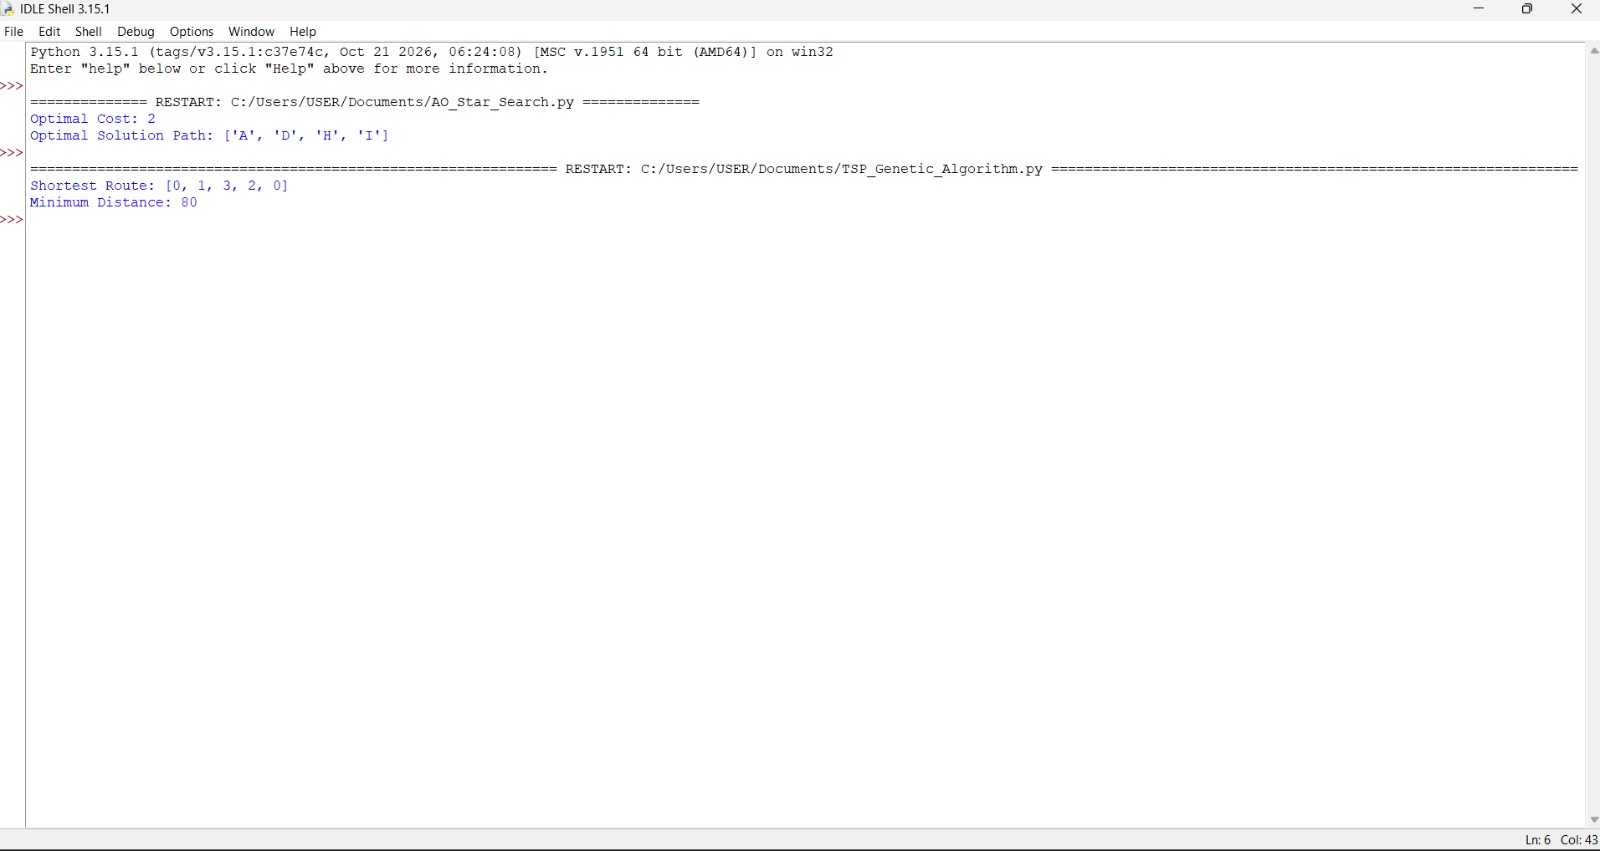 IDLE Shell 3.15.1
File Edit Shell Debug Options Window Help
Python 3.15.1 (tags/v3.15.1:c37e74c, Oct 21 2026, 06:24:08) [MSC v.1951 64 bit (AMD64)] on win32
Enter "help" below or click "Help" above for more information.
>>>
============== RESTART: C:/Users/USER/Documents/AO_Star_Search.py ==============
Optimal Cost: 2
Optimal Solution Path: ['A', 'D', 'H', 'I']
>>>
=============================================================== RESTART: C:/Users/USER/Documents/TSP_Genetic_Algorithm.py ===============================================================
Shortest Route: [0, 1, 3, 2, 0]
Minimum Distance: 80
>>>
Ln: 6 Col: 43